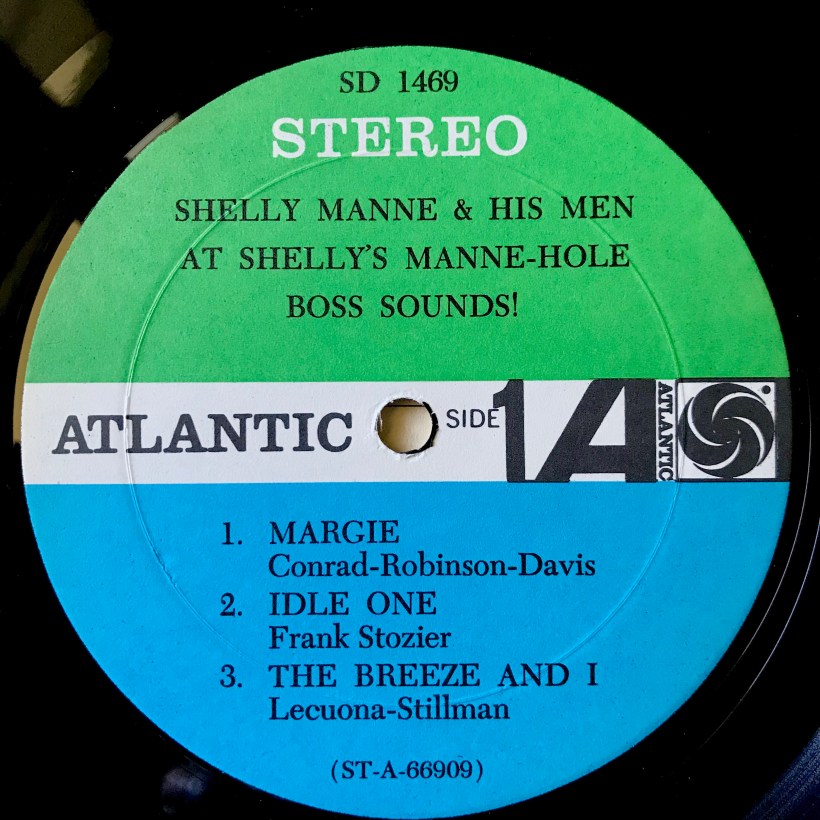 SD 1469
STEREO
SHELLY MANNE & HIS MEN
AT SHELLY'S MANNE-HOLE
BOSS SOUNDS!
ATLANTIC
SIDE 1
A
ATLANTIC
1. MARGIE
Conrad-Robinson-Davis
2. IDLE ONE
Frank Stozier
3. THE BREEZE AND I
Lecuona-Stillman
(ST-A-66909)